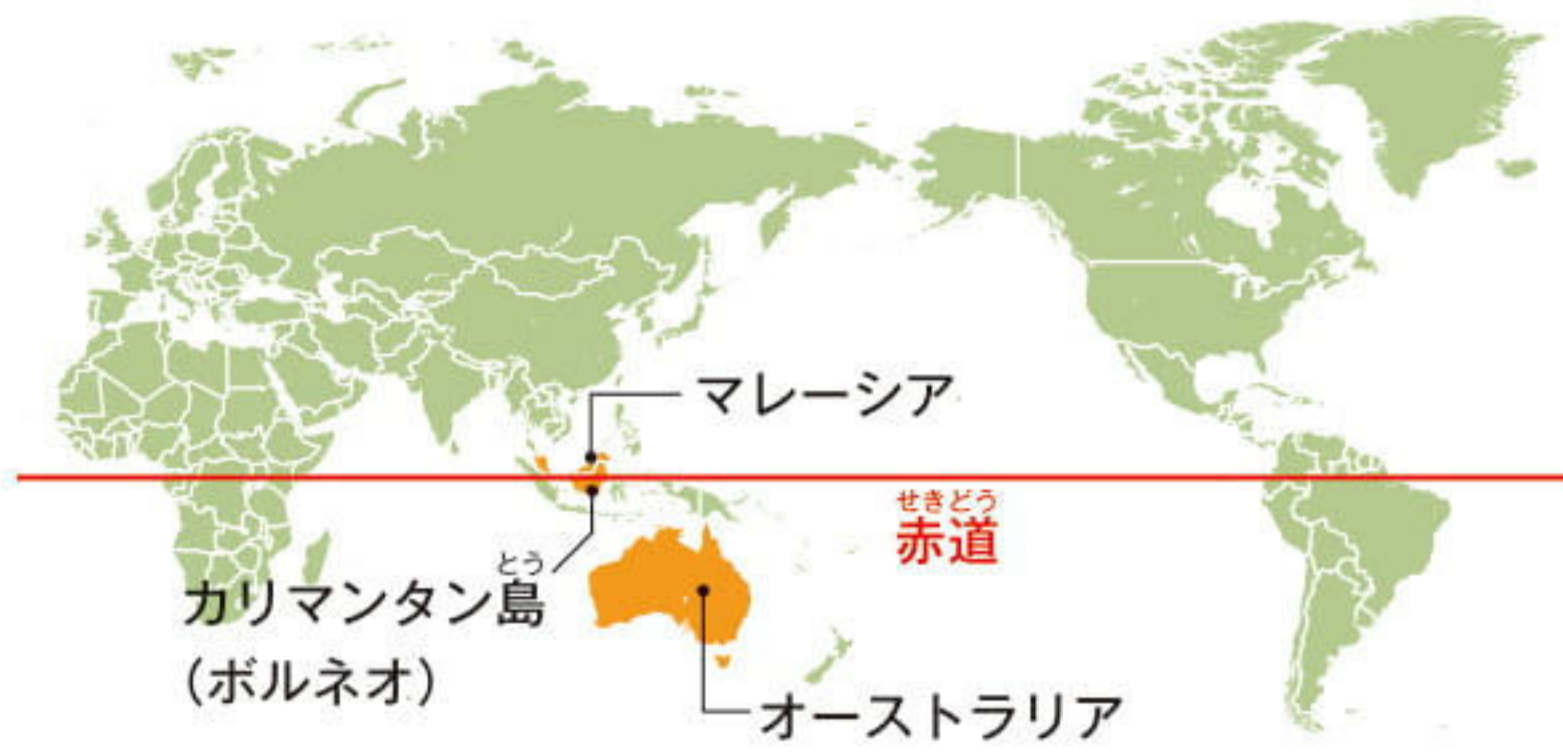 マレーシア
せきどう
赤道
とう
カリマンタン島
（ボルネオ）
オーストラリア